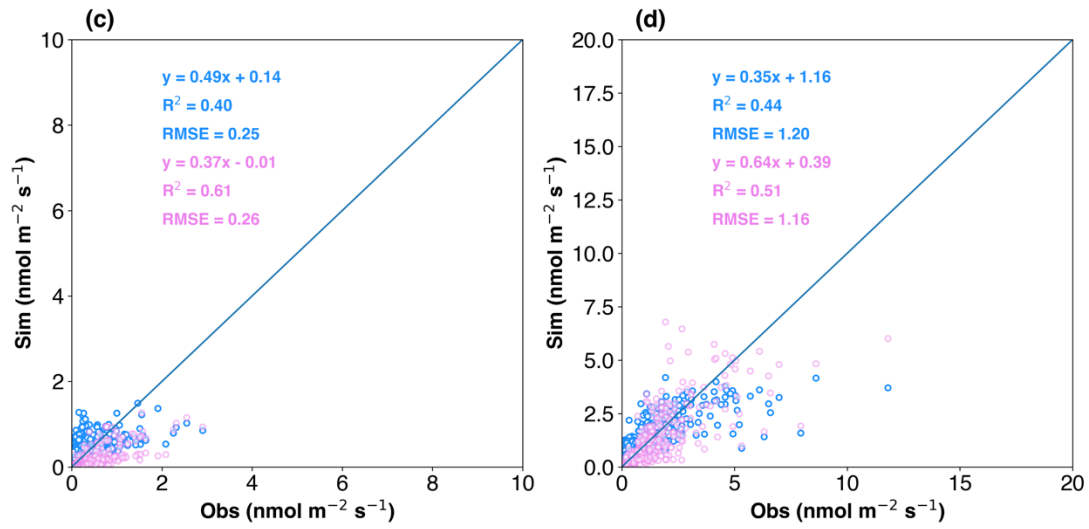 (c)
10
8
6
4
2
0
y = 0.49x + 0.14
R² = 0.40
RMSE = 0.25
y = 0.37x - 0.01
R² = 0.61
RMSE = 0.26
Sim (nmol m⁻² s⁻¹)
0 2 4 6 8 10
Obs (nmol m⁻² s⁻¹)
(d)
20.0
17.5
15.0
12.5
10.0
7.5
5.0
2.5
0.0
y = 0.35x + 1.16
R² = 0.44
RMSE = 1.20
y = 0.64x + 0.39
R² = 0.51
RMSE = 1.16
Sim (nmol m⁻² s⁻¹)
0 5 10 15 20
Obs (nmol m⁻² s⁻¹)